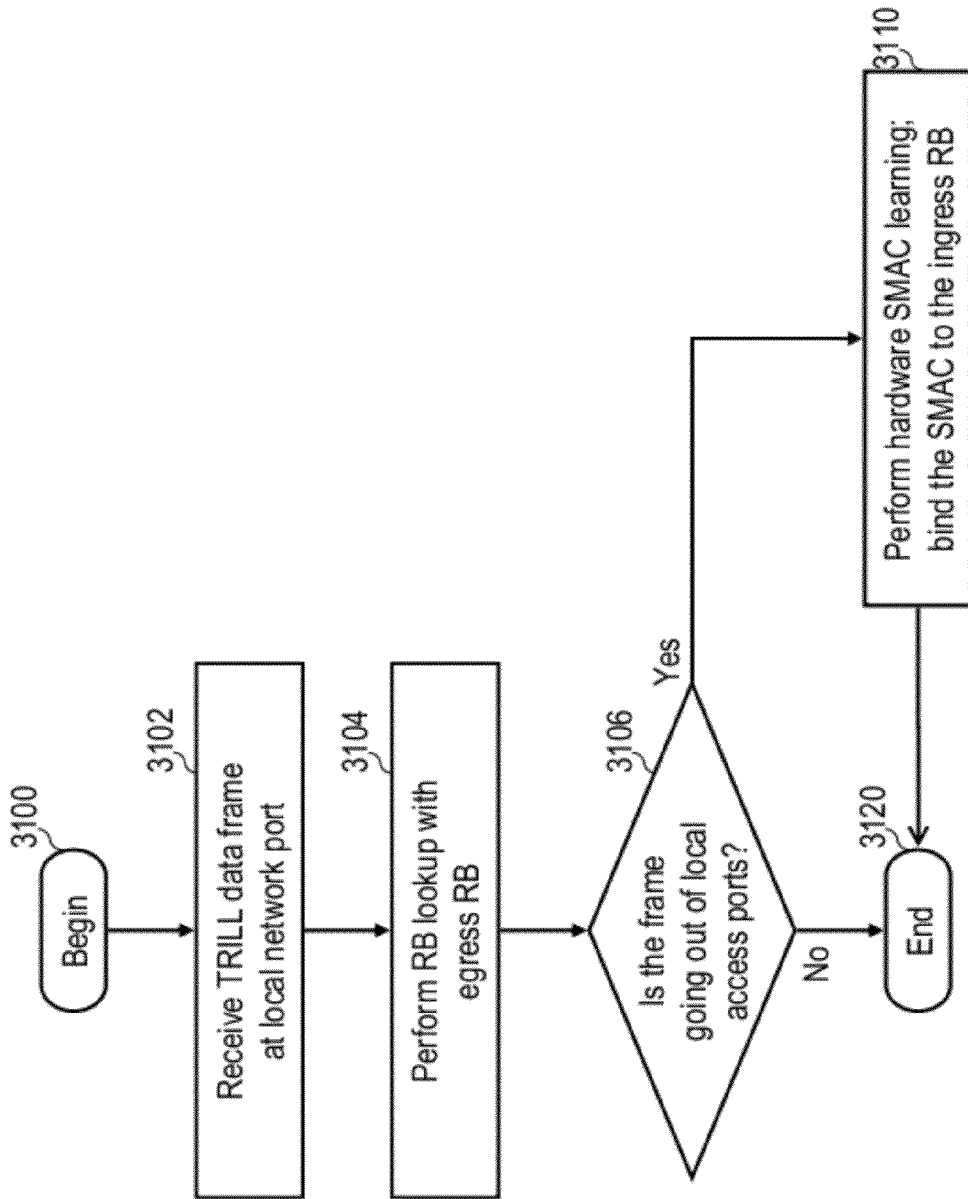 3100
Begin
3102
Receive TRILL data frame
at local network port
3104
Perform RB lookup with
egress RB
3106
Is the frame
going out of local
access ports?
Yes
No
3110
Perform hardware SMAC learning;
bind the SMAC to the ingress RB
3120
End